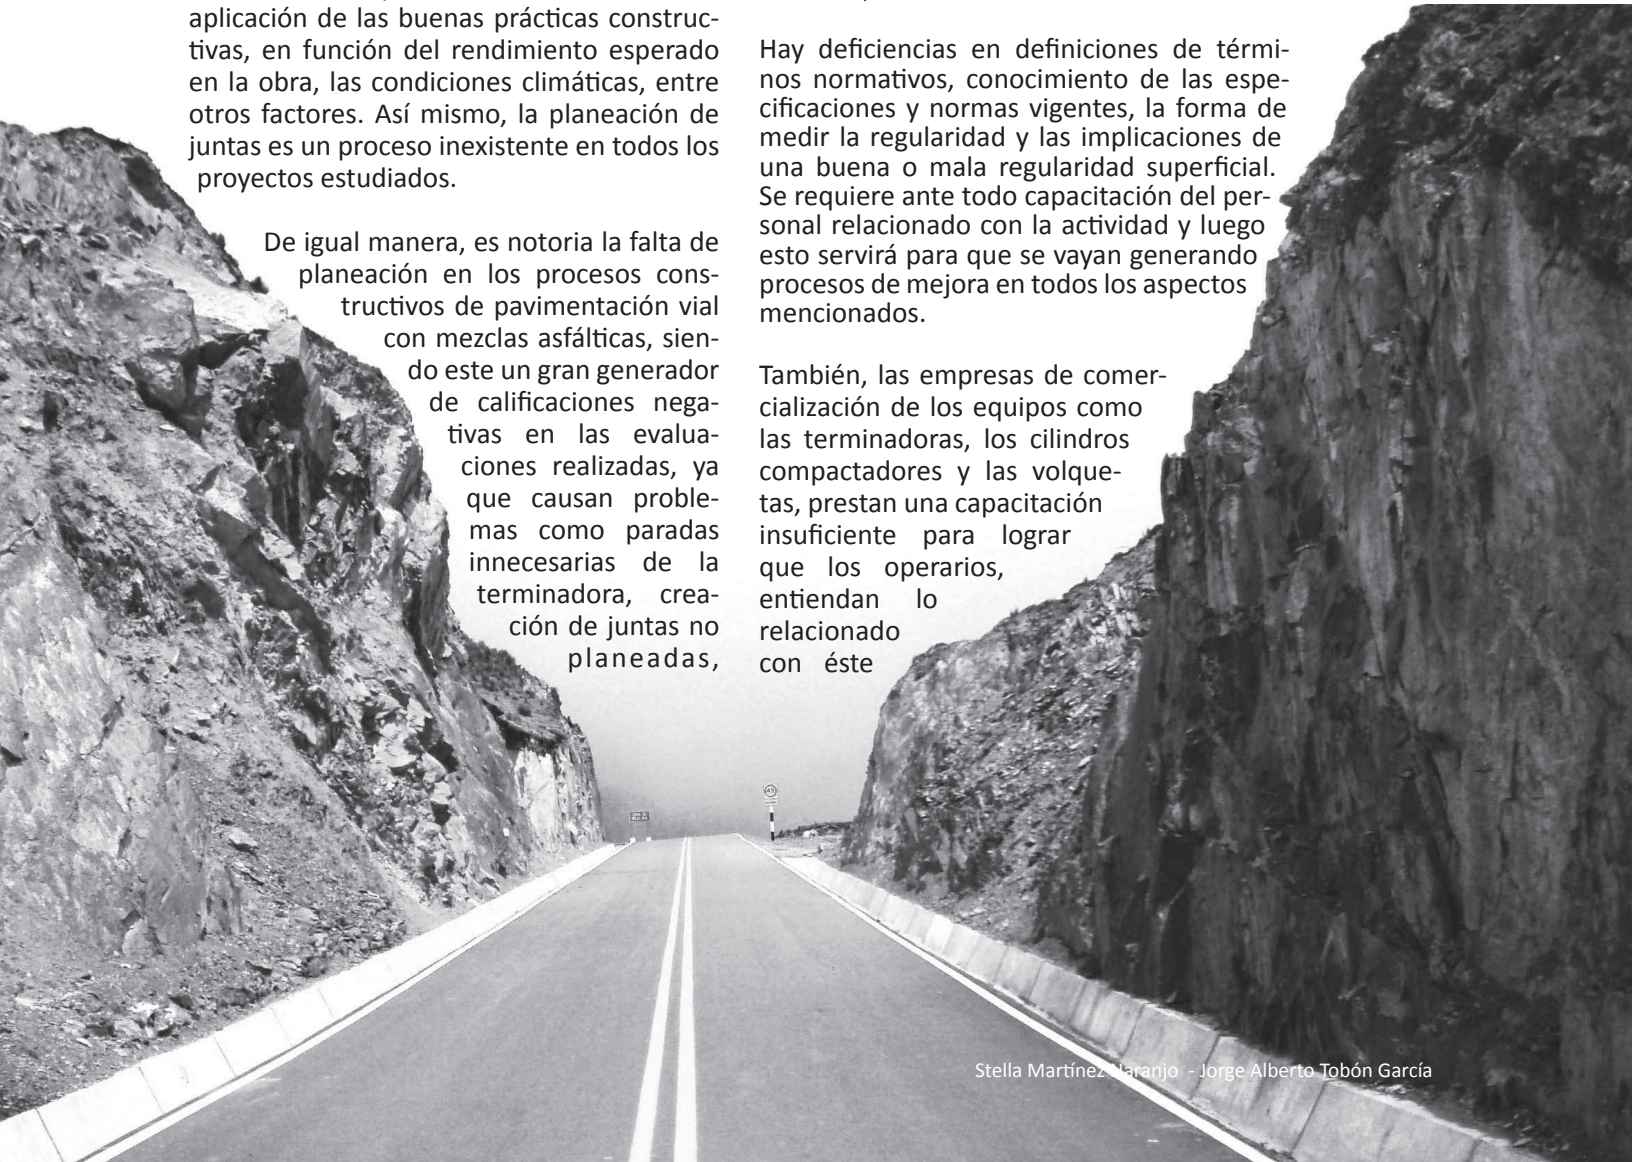 aplicación de las buenas prácticas construc-
tivas, en función del rendimiento esperado
en la obra, las condiciones climáticas, entre
otros factores. Así mismo, la planeación de
juntas es un proceso inexistente en todos los
proyectos estudiados.
De igual manera, es notoria la falta de
planeación en los procesos cons-
tructivos de pavimentación vial
con mezclas asfálticas, sien-
do este un gran generador
de calificaciones nega-
tivas en las evalua-
ciones realizadas, ya
que causan proble-
mas como paradas
innecesarias de la
terminadora, crea-
ción de juntas no
planeadas,
Hay deficiencias en definiciones de térmi-
nos normativos, conocimiento de las espe-
cificaciones y normas vigentes, la forma de
medir la regularidad y las implicaciones de
una buena o mala regularidad superficial.
Se requiere ante todo capacitación del per-
sonal relacionado con la actividad y luego
esto servirá para que se vayan generando
procesos de mejora en todos los aspectos
mencionados.
También, las empresas de comer-
cialización de los equipos como
las terminadoras, los cilindros
compactadores y las volque-
tas, prestan una capacitación
insuficiente para lograr
que los operarios,
entiendan lo
relacionado
con éste
Stella Martínez Naranjo - Jorge Alberto Tobón García